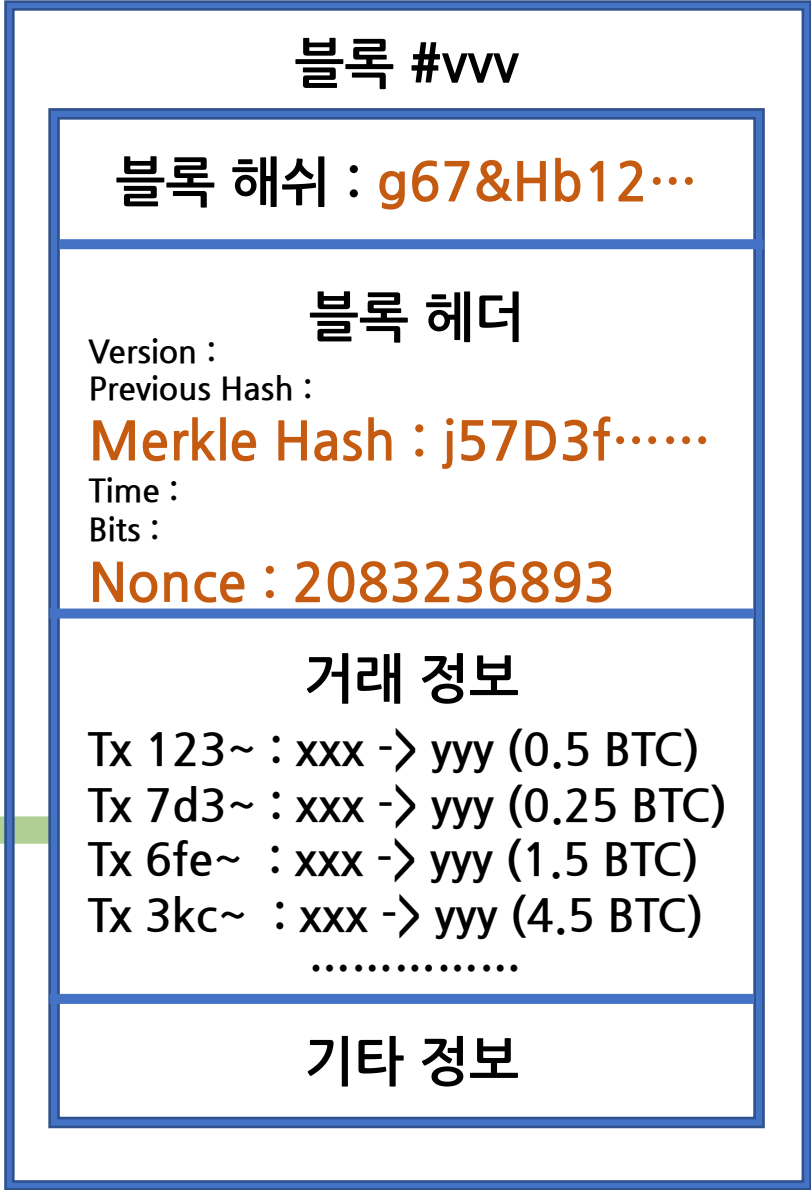 블록 #vvv
블록 해쉬 : g67&Hb12…
블록 헤더
Version :
Previous Hash :
Merkle Hash : j57D3f……
Time :
Bits :
Nonce : 2083236893
거래 정보
Tx 123~ : xxx -> yyy (0.5 BTC)
Tx 7d3~ : xxx -> yyy (0.25 BTC)
Tx 6fe~ : xxx -> yyy (1.5 BTC)
Tx 3kc~ : xxx -> yyy (4.5 BTC)
……………
기타 정보